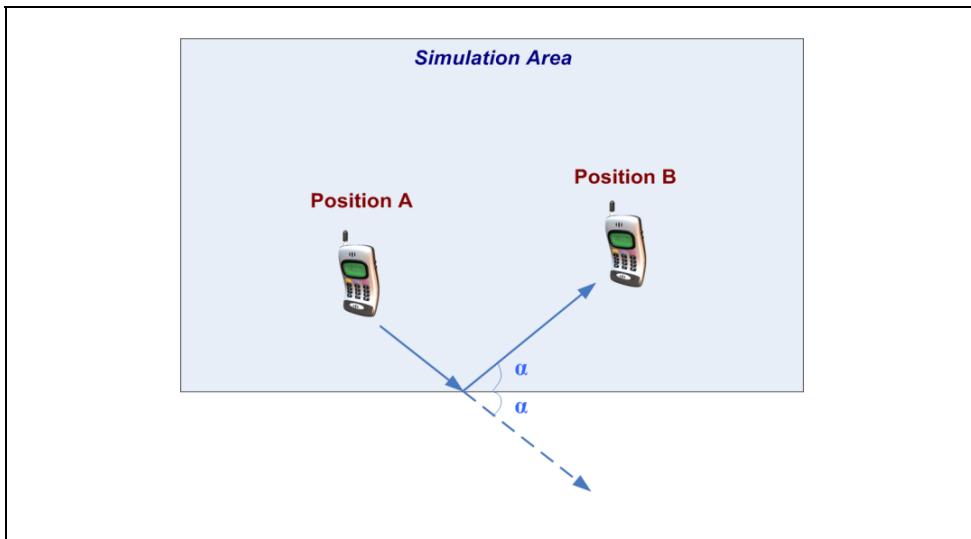 Simulation Area
Position B
Position A
α
α